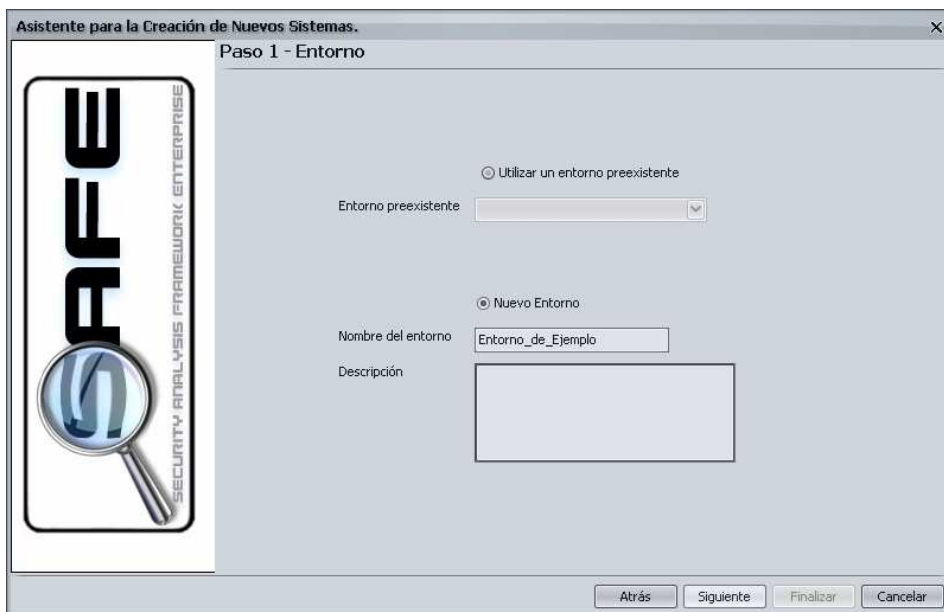 Asistente para la Creación de Nuevos Sistemas.
Paso 1 - Entorno
SAFE
SECURITY ANALYSIS FRAMEWORK ENTERPRISE
Utilizar un entorno preexistente
Entorno preexistente
Nuevo Entorno
Nombre del entorno
Entorno_de_Ejemplo
Descripción
Atrás
Siguiente
Finalizar
Cancelar